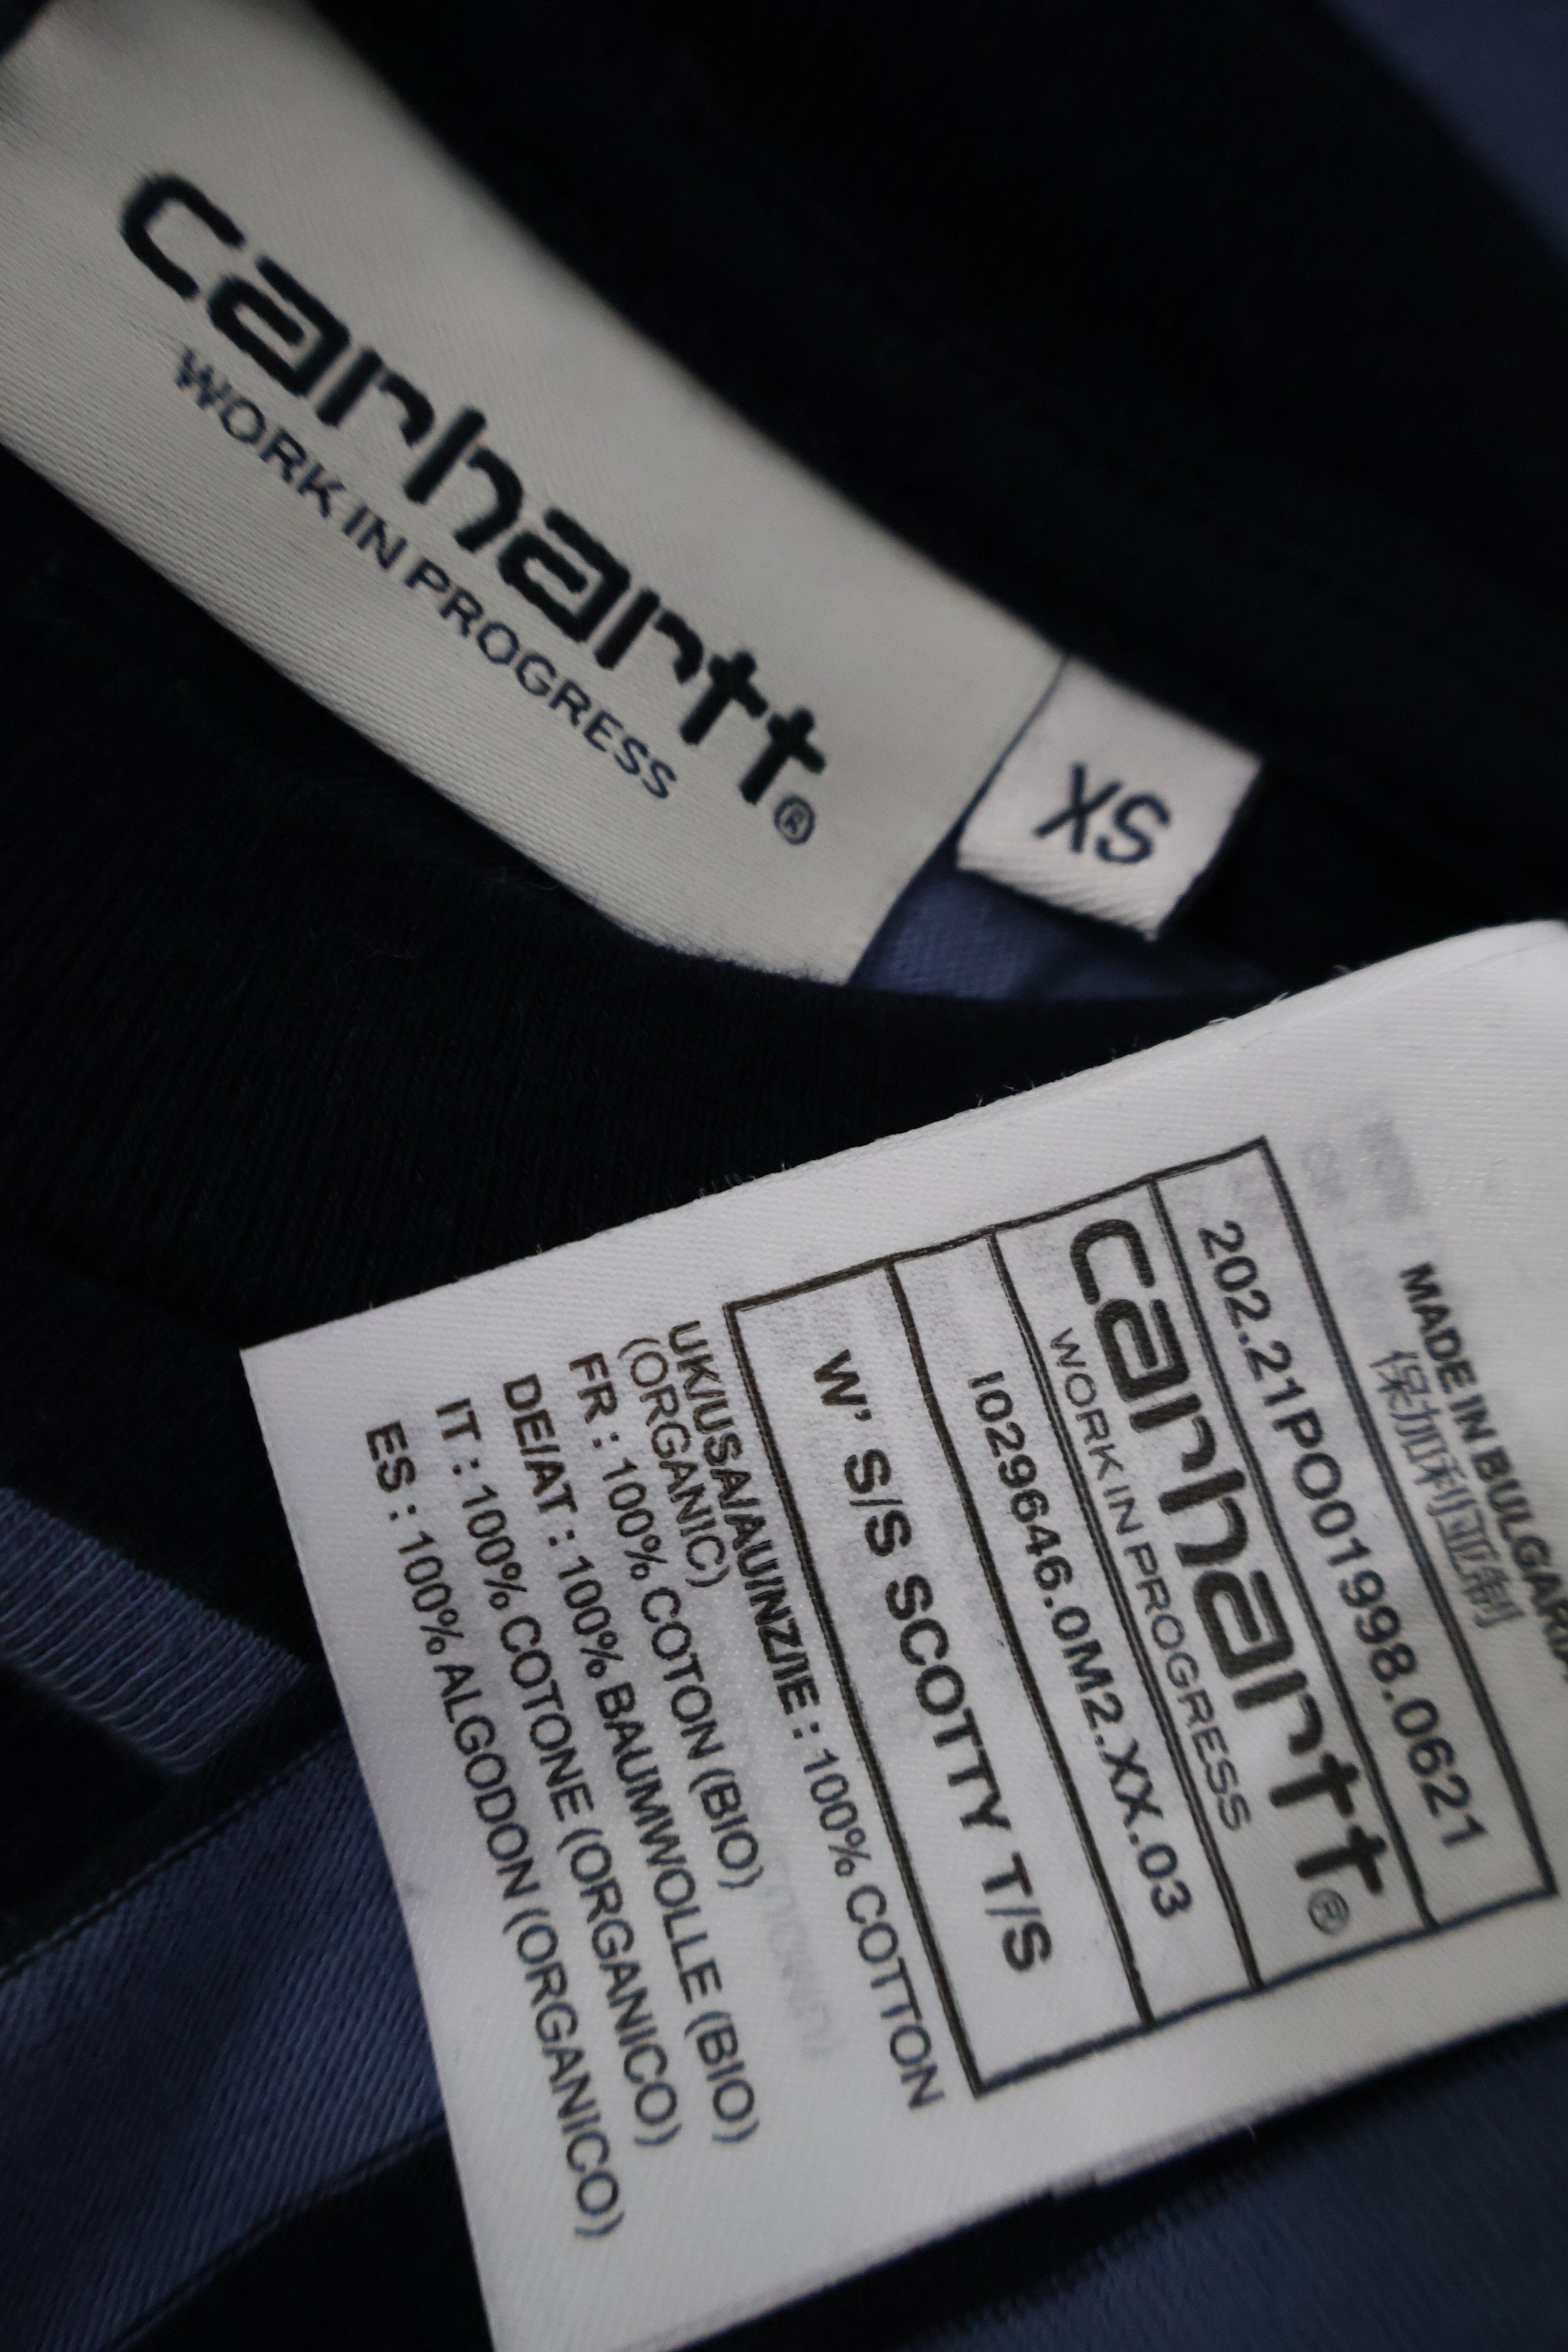 carhartt®
WORK IN PROGRESS
XS
MADE IN BULGARIA
保加利亚制
202.21PO001998.0621
carhartt®
WORK IN PROGRESS
I029646.0M2.XX.03
W' S/S SCOTTY T/S
UK/USA/AU/NZ/IE : 100% COTTON
(ORGANIC)
FR : 100% COTON (BIO)
DE/AT : 100% BAUMWOLLE (BIO)
IT : 100% COTONE (ORGANICO)
ES : 100% ALGODON (ORGANICO)